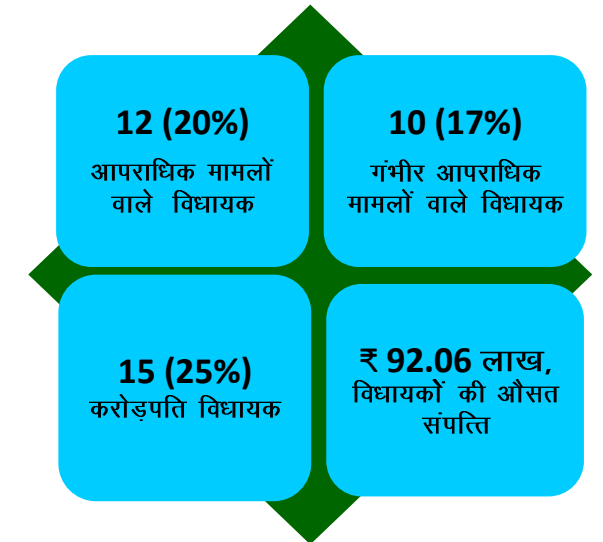 12 (20%)
आपराधिक मामलों
वाले विधायक
10 (17%)
गंभीर आपराधिक
मामलों वाले विधायक
15 (25%)
करोड़पति विधायक
₹ 92.06 लाख,
विधायकों की औसत
संपत्ति